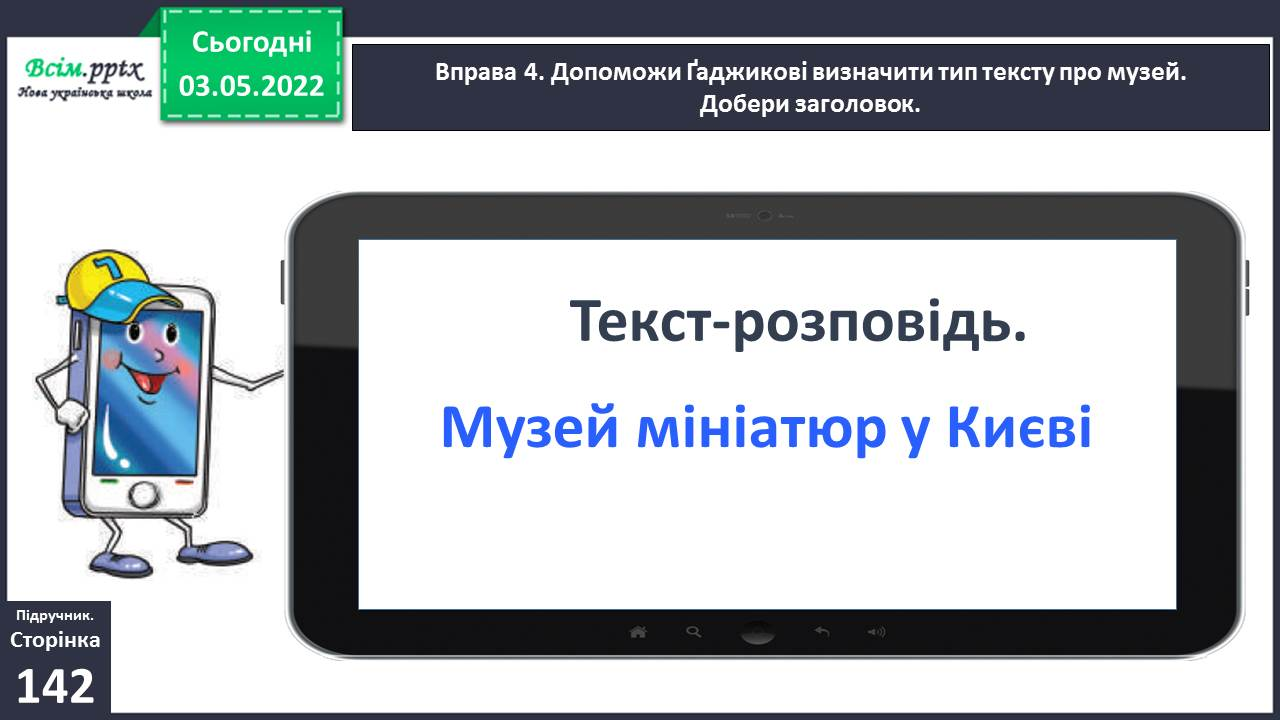 Всім.pptx
Нова українська школа
Сьогодні
03.05.2022
Вправа 4. Допоможи Ґаджикові визначити тип тексту про музей.
Добери заголовок.
Текст-розповідь.
Музей мініатюр у Києві
Підручник.
Сторінка
142